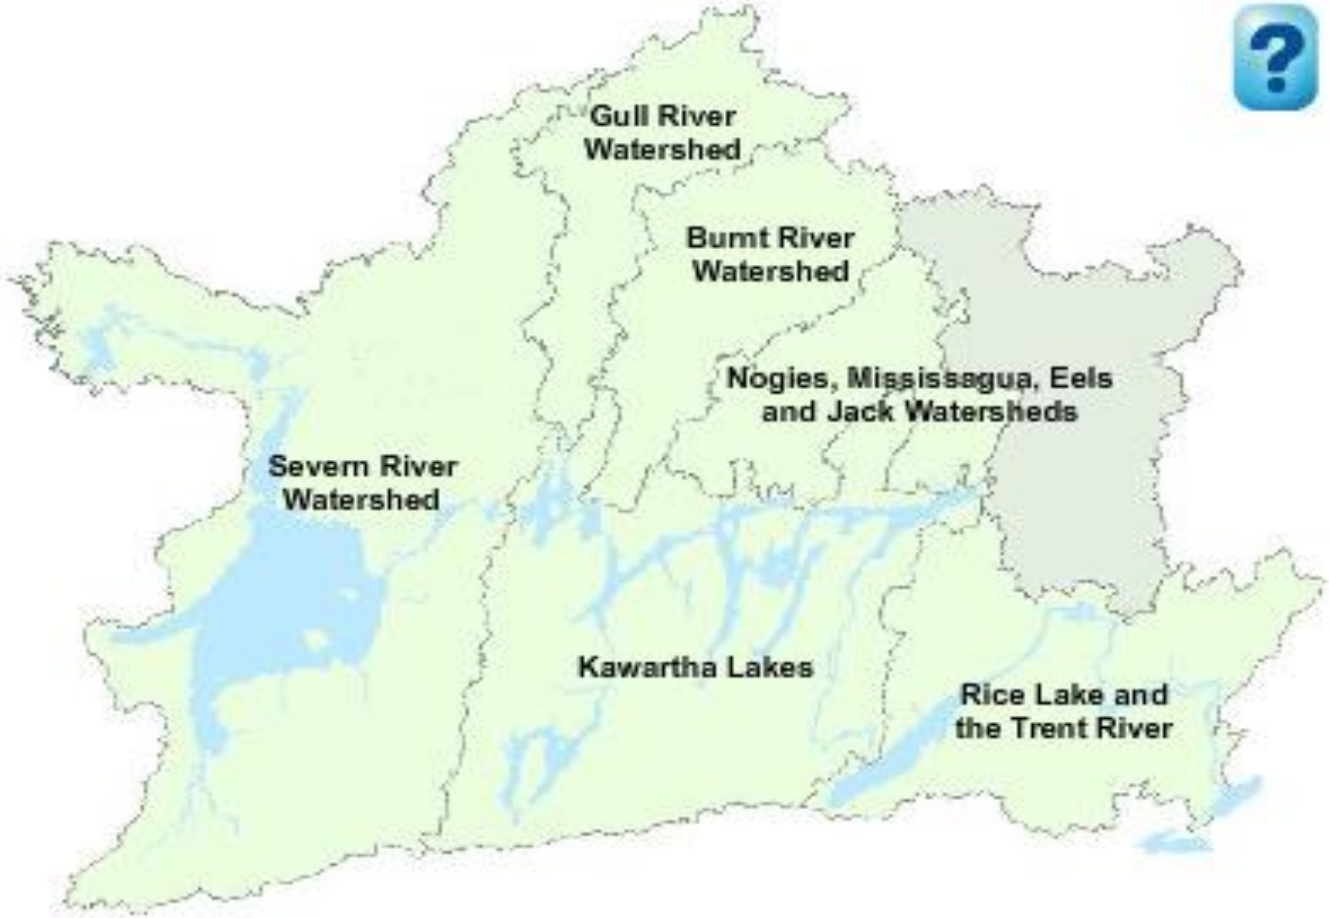 ?
Gull River
Watershed
Burnt River
Watershed
Nogies, Mississagua, Eels
and Jack Watersheds
Severn River
Watershed
Kawartha Lakes
Rice Lake and
the Trent River